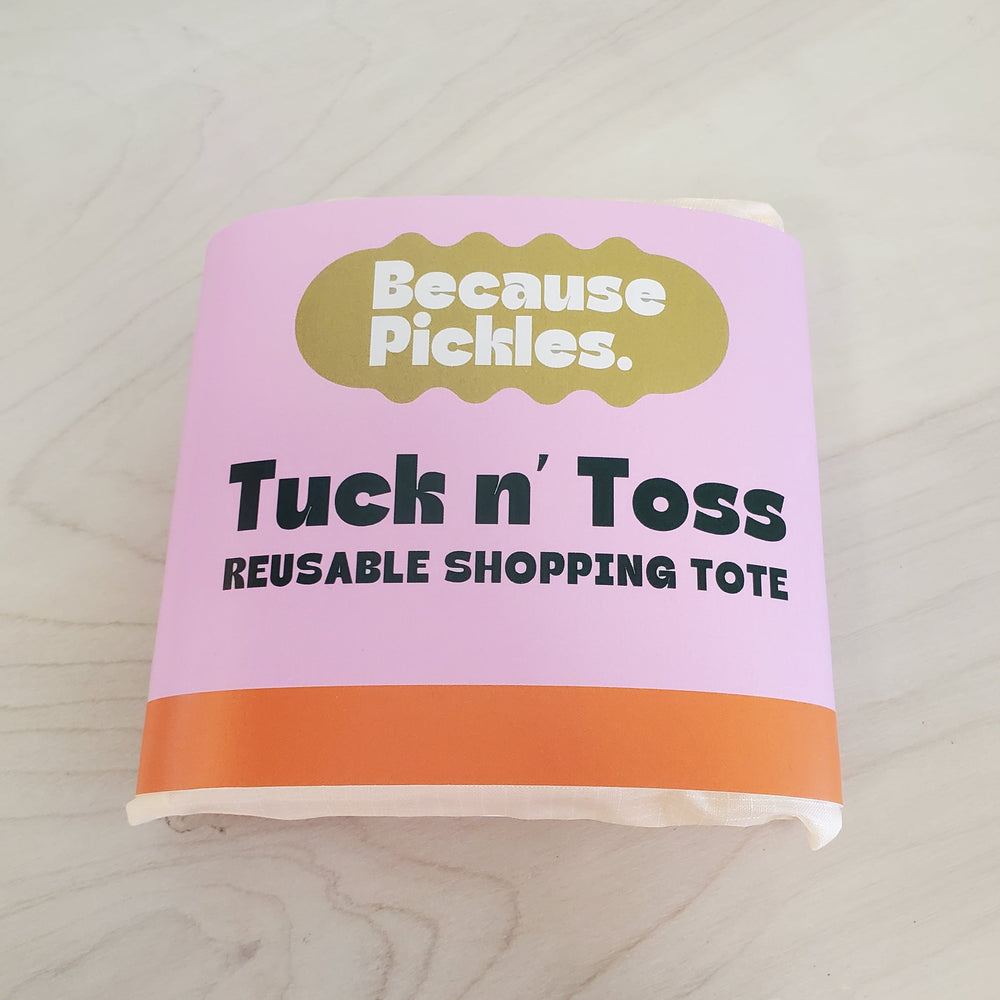 Because
Pickles.
Tuck n' Toss
REUSABLE SHOPPING TOTE